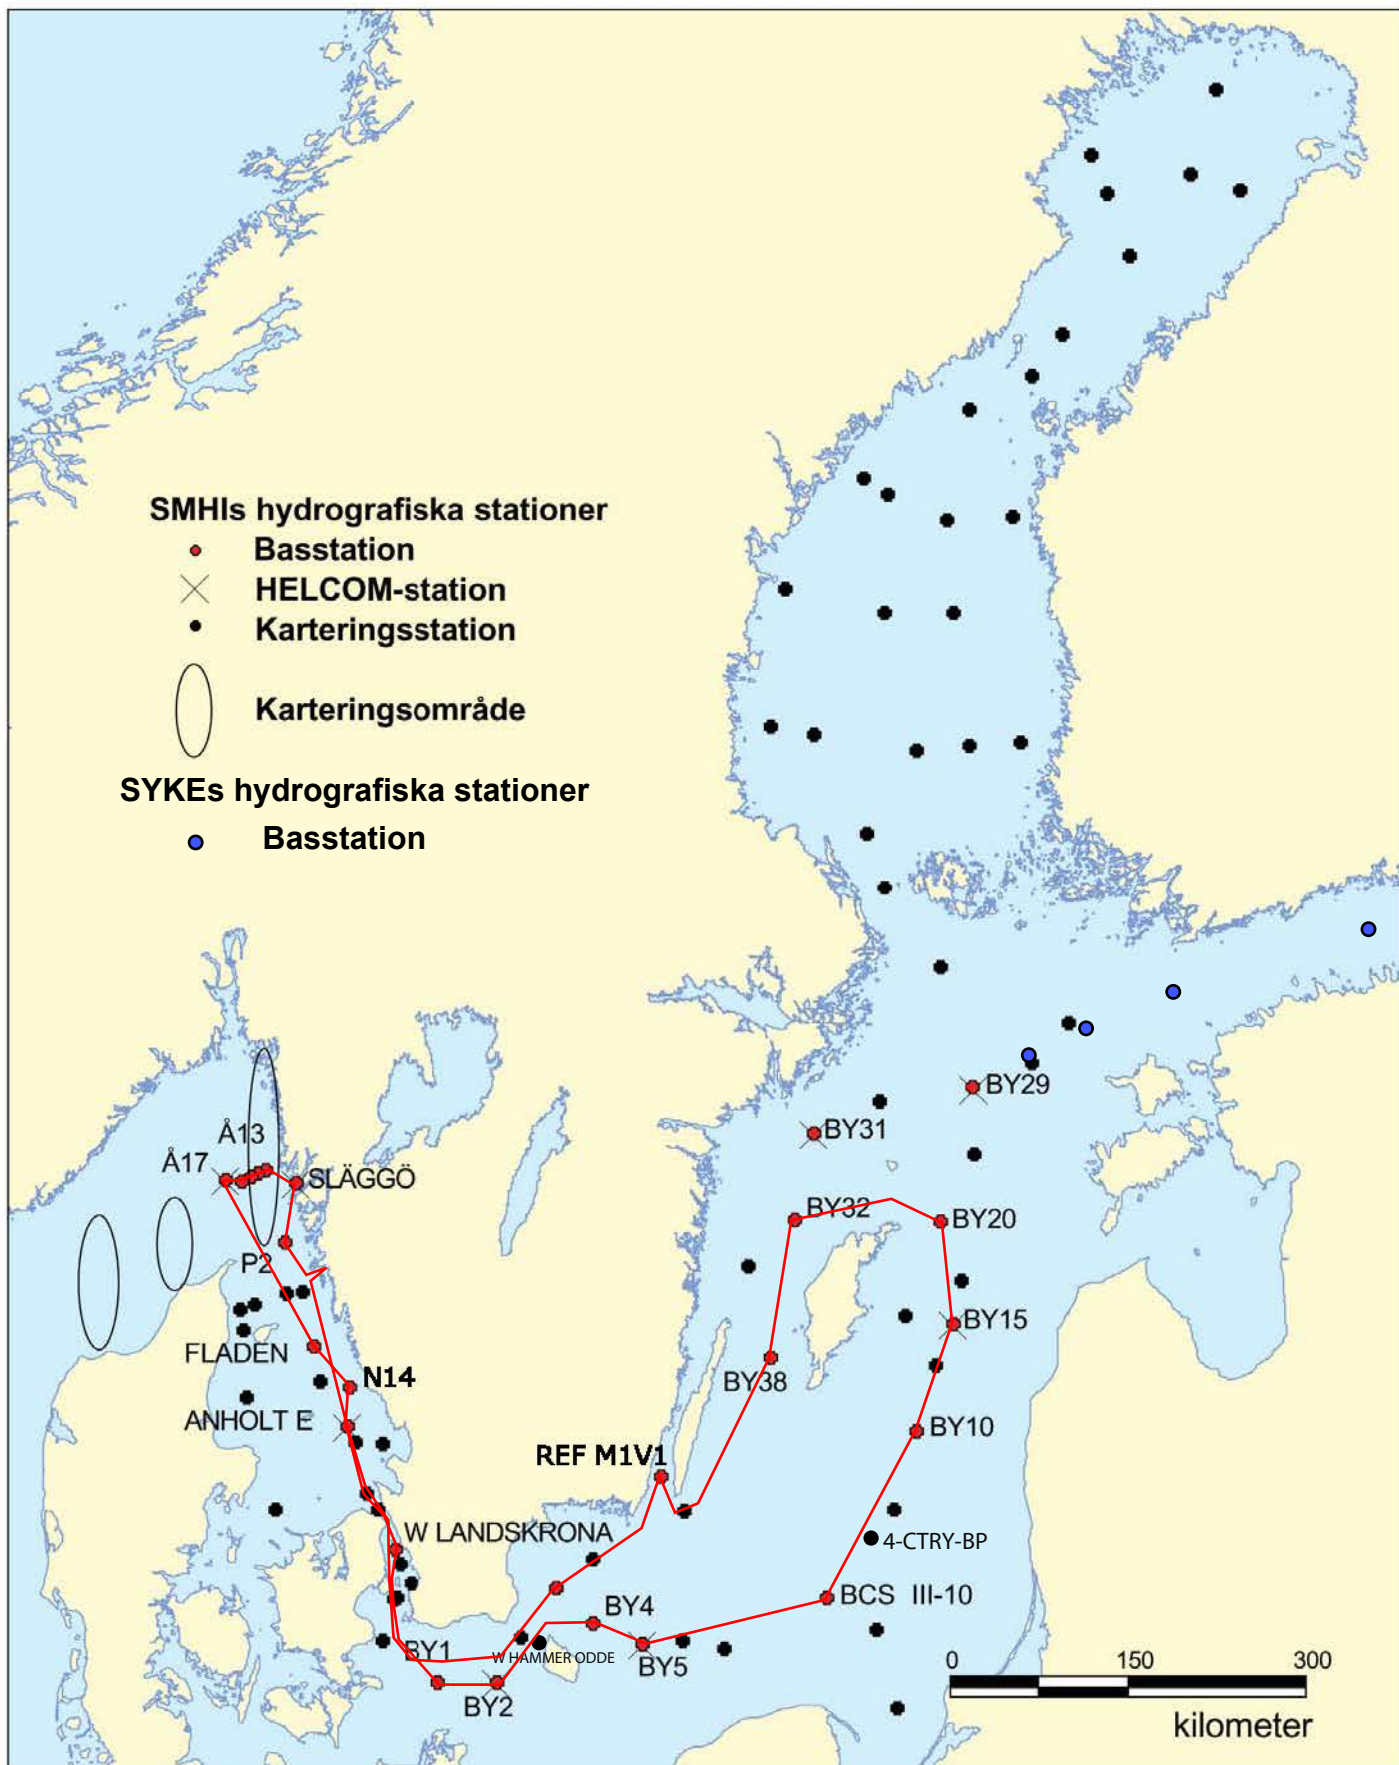 SMHIs hydrografiska stationer
Basstation
HELCOM-station
Karteringsstation
Karteringsområde
SYKEs hydrografiska stationer
Basstation
BY29
Å13
BY31
Å17
SLÄGGÖ
BY32
BY20
P2
BY15
FLADEN
N14
BY38
ANHOLT E
BY10
REF M1V1
W LANDSKRONA
4-CTRY-BP
BCS III-10
BY4
BY1
W HAMMER ODDE
BY5
BY2
0 150 300
kilometer